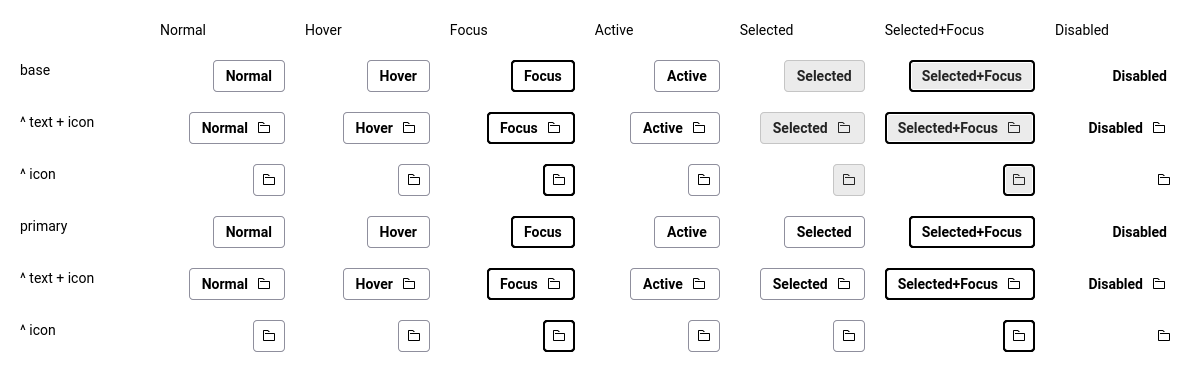 Normal Hover Focus Active Selected Selected+Focus Disabled
base Normal Hover Focus Active Selected Selected+Focus Disabled
^ text + icon Normal Hover Focus Active Selected Selected+Focus Disabled
^ icon
primary Normal Hover Focus Active Selected Selected+Focus Disabled
^ text + icon Normal Hover Focus Active Selected Selected+Focus Disabled
^ icon